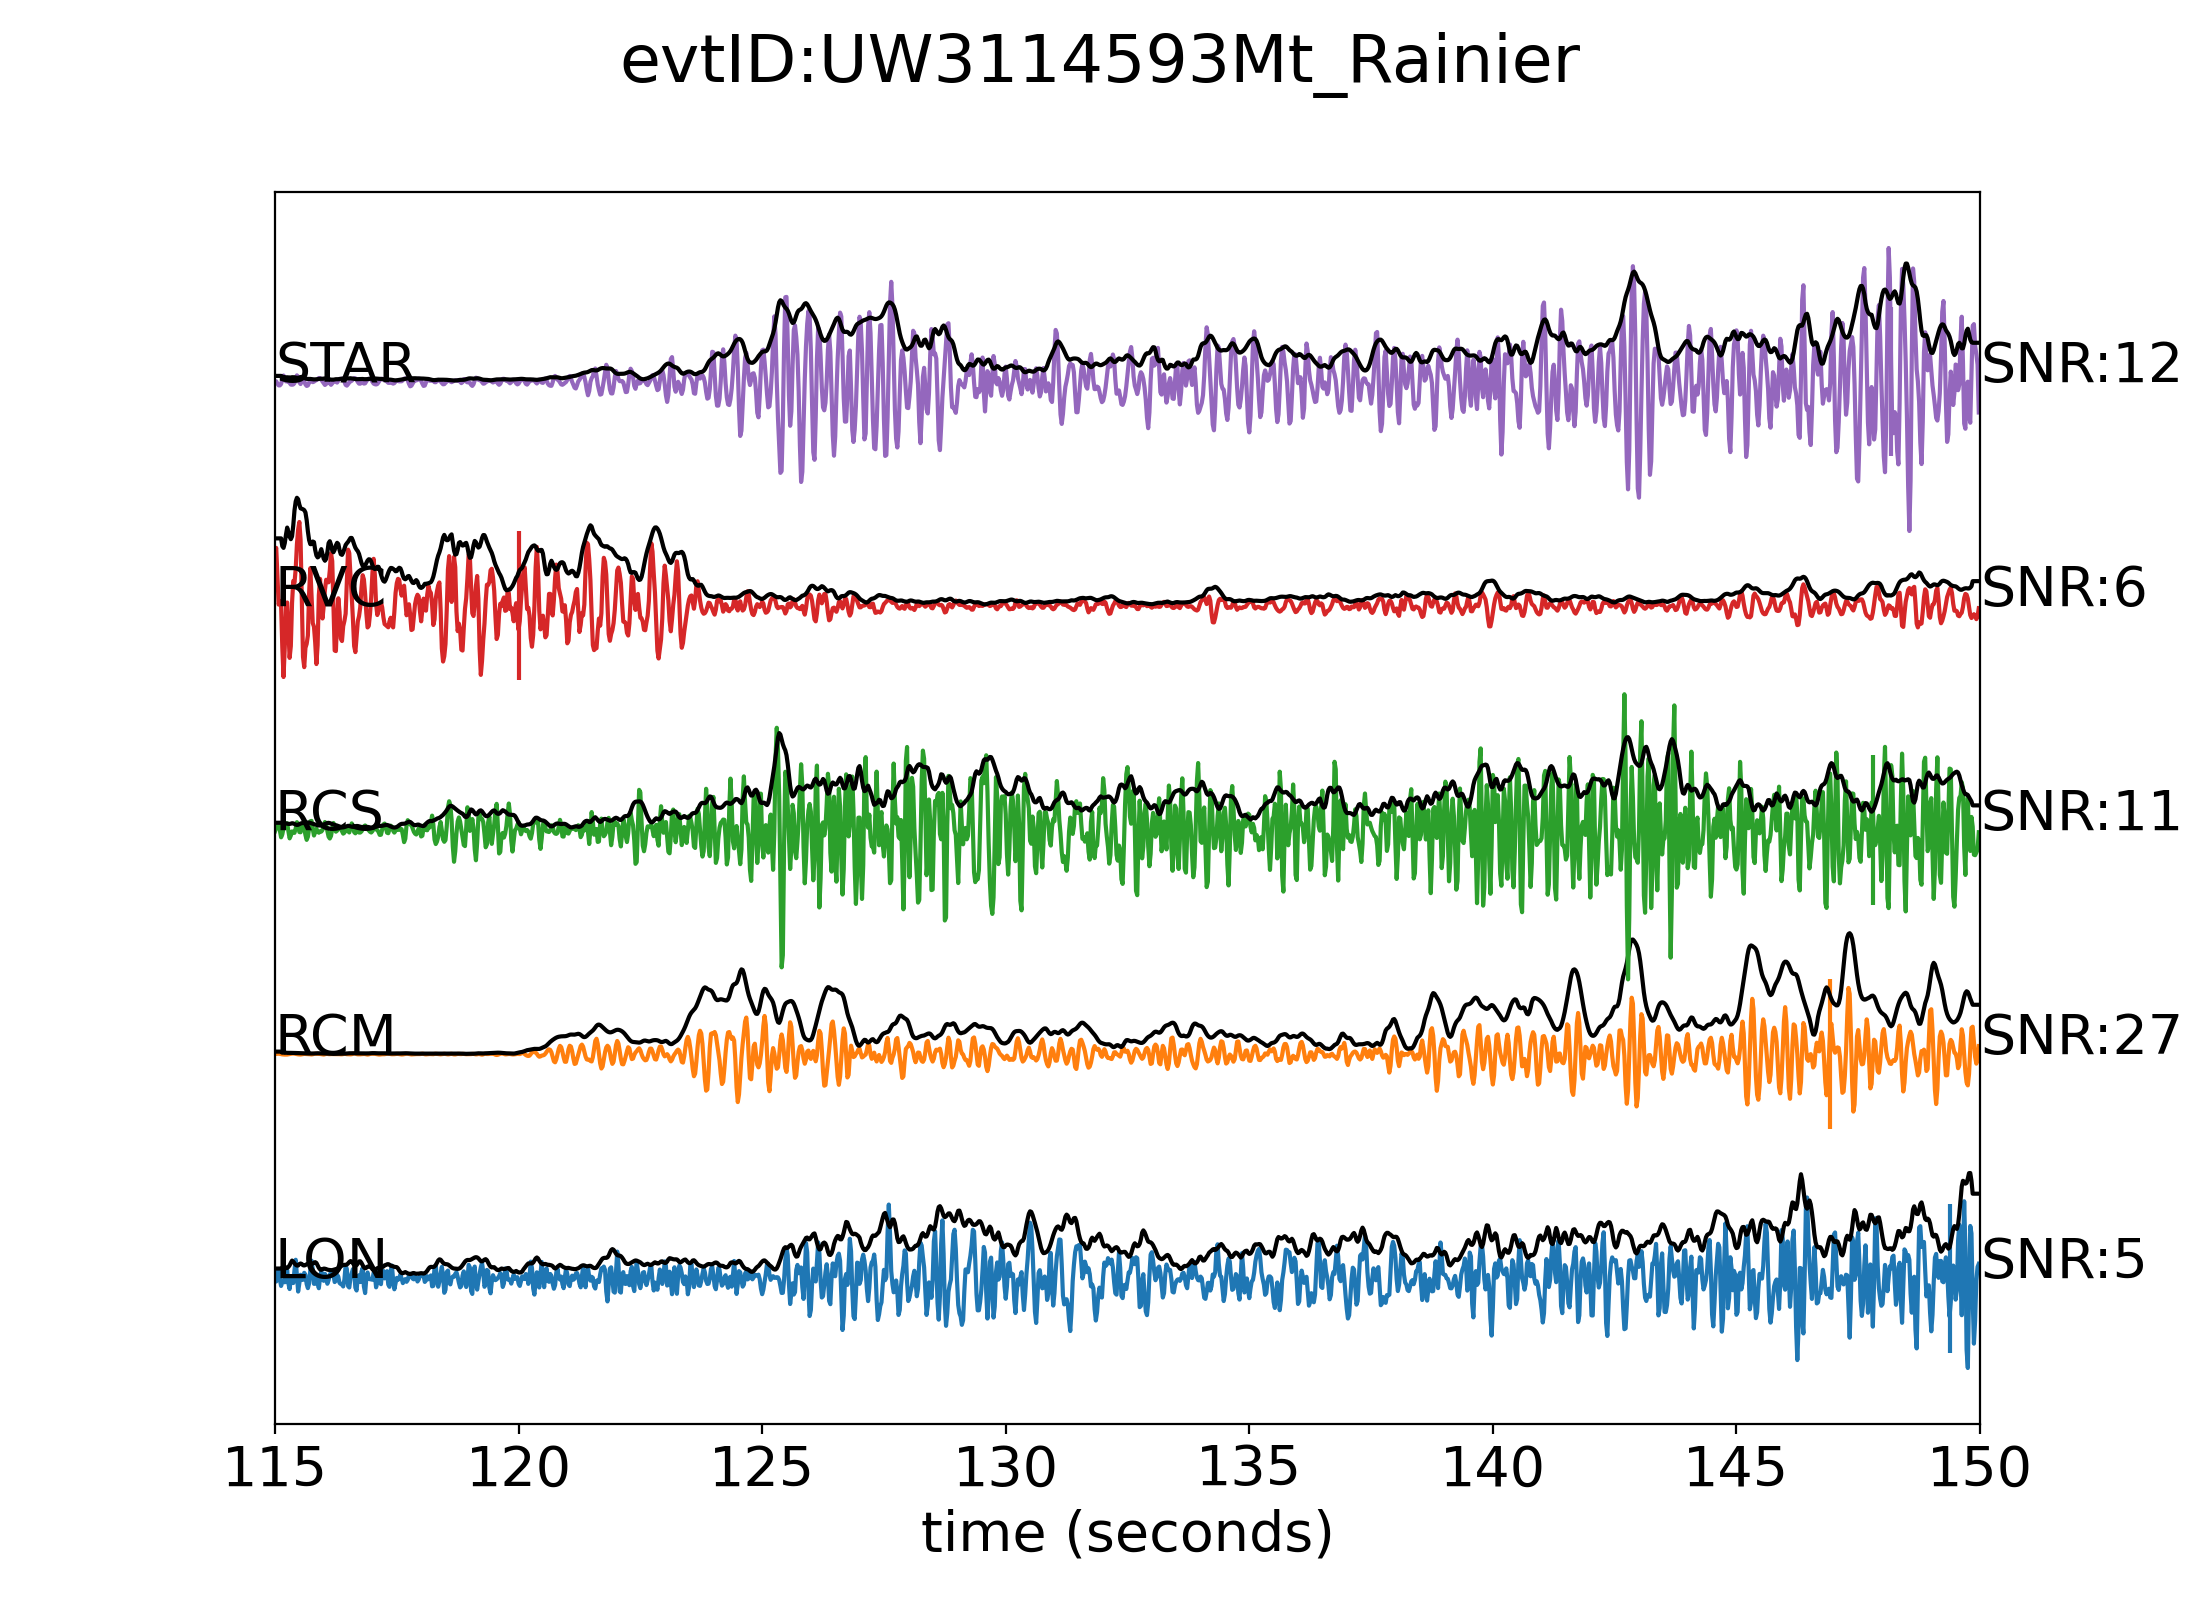 evtID:UW3114593Mt_Rainier
STAR SNR:12
RVC SNR:6
RCS SNR:11
RCM SNR:27
LON SNR:5
115 120 125 130 135 140 145 150
time (seconds)